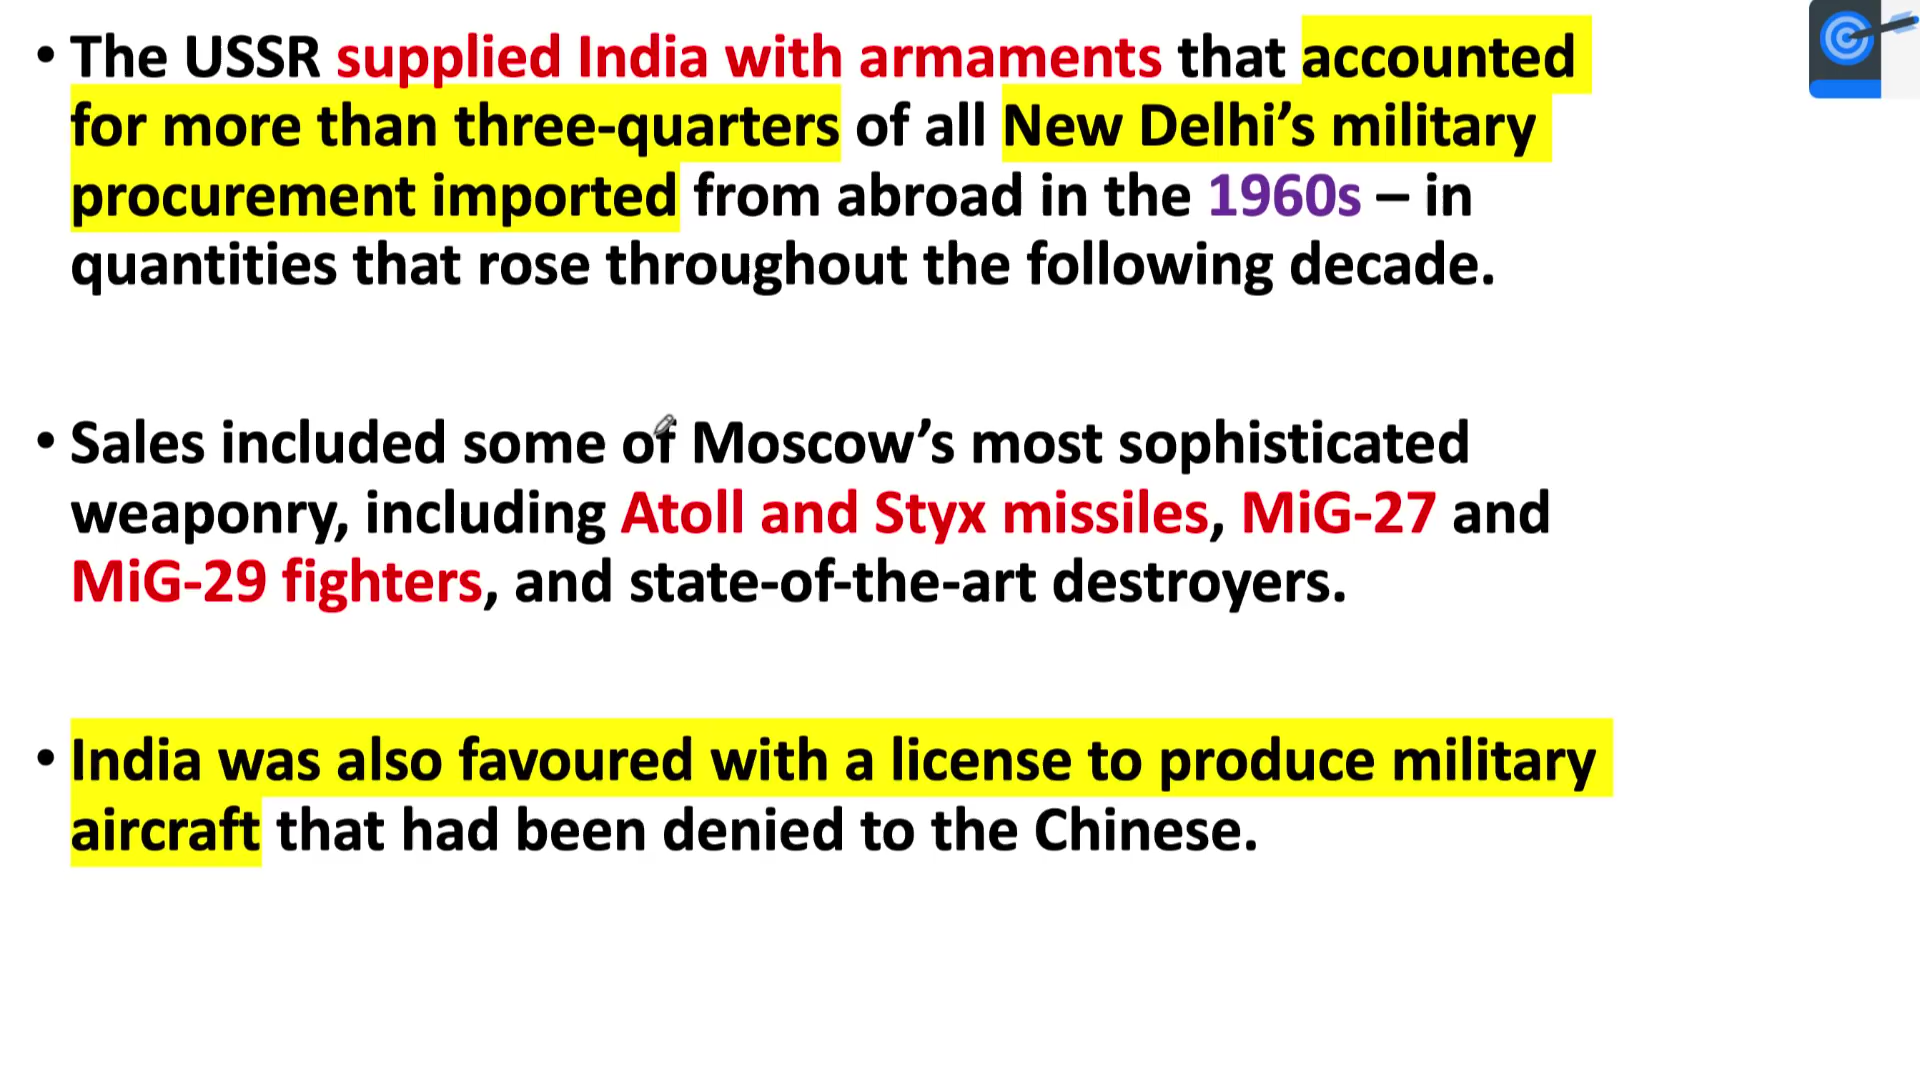 • The USSR supplied India with armaments that accounted
for more than three-quarters of all New Delhi’s military
procurement imported from abroad in the 1960s – in
quantities that rose throughout the following decade.
• Sales included some of Moscow’s most sophisticated
weaponry, including Atoll and Styx missiles, MiG-27 and
MiG-29 fighters, and state-of-the-art destroyers.
• India was also favoured with a license to produce military
aircraft that had been denied to the Chinese.